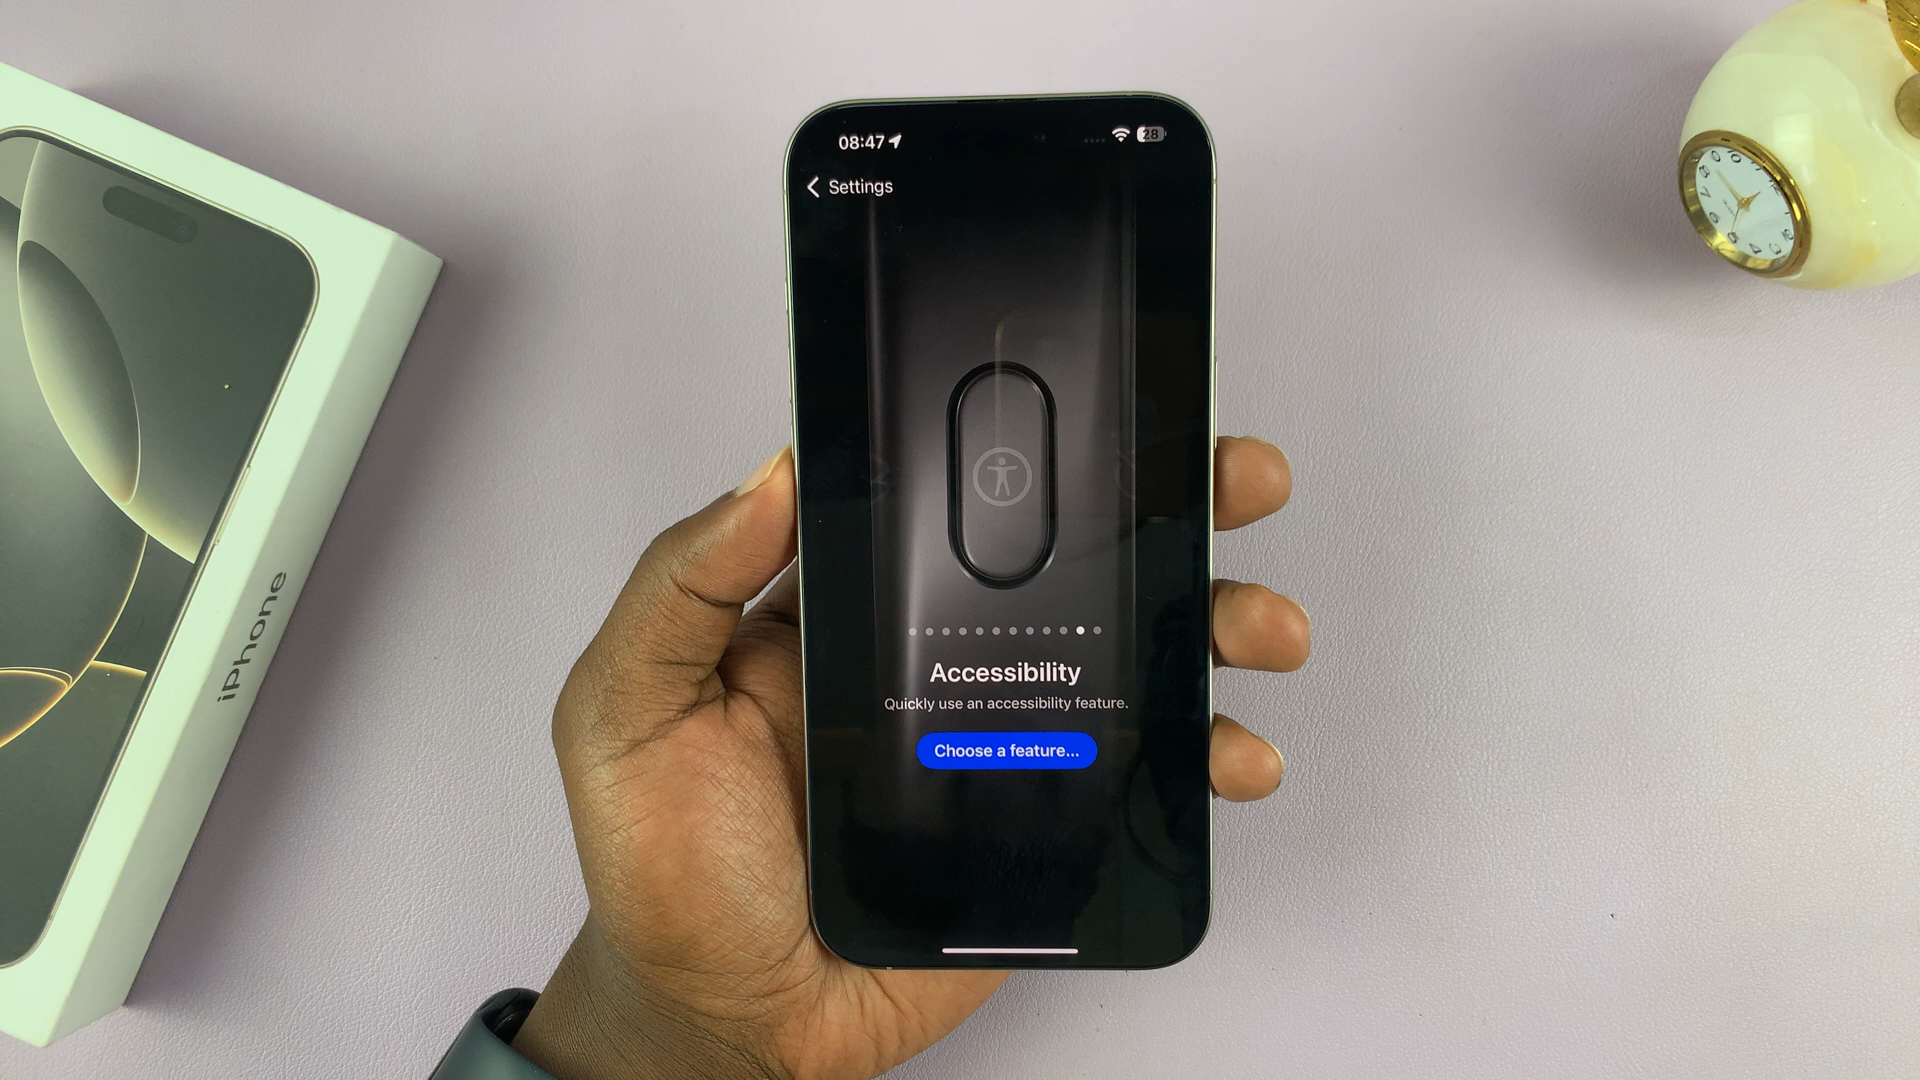 08:47
28
Settings
Accessibility
Quickly use an accessibility feature.
Choose a feature...
iPhone